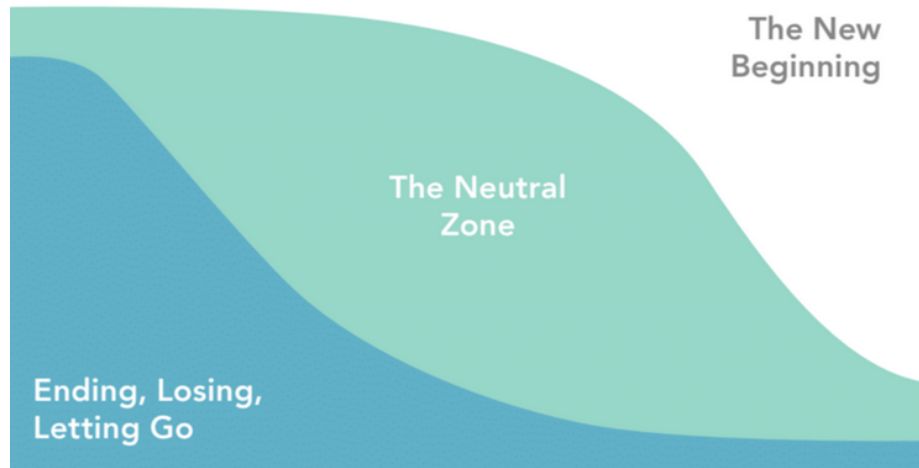 The New
Beginning
The Neutral
Zone
Ending, Losing,
Letting Go